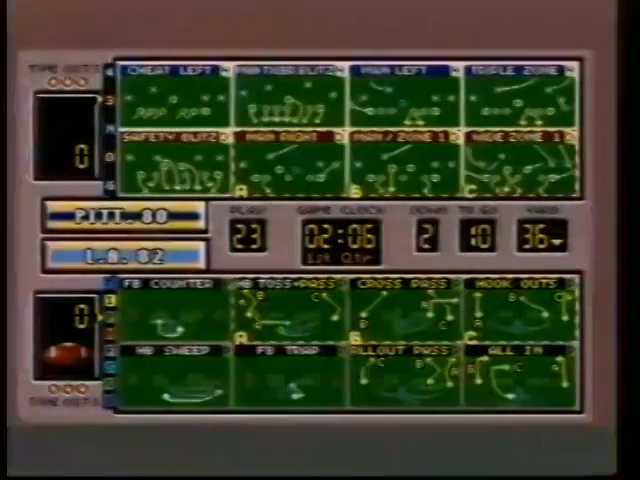 TIME OUTS CHEAT LEFT MAN LEFT TRIPLE ZONE
0 SAFETY BLITZ MAN RIGHT MAN / ZONE 1 WIDE ZONE 1
A B C
PITT. 80 PLAY GAME CLOCK DOWN TO GO YARD
23 02:06 2 10 36
L.A. 82 1st Qtr
FB COUNTER HB TOSS PASS CROSS PASS HOOK OUTS
0 A B C
HB SWEEP FB TRAP ROLLOUT PASS ALL IN
TIME OUTS